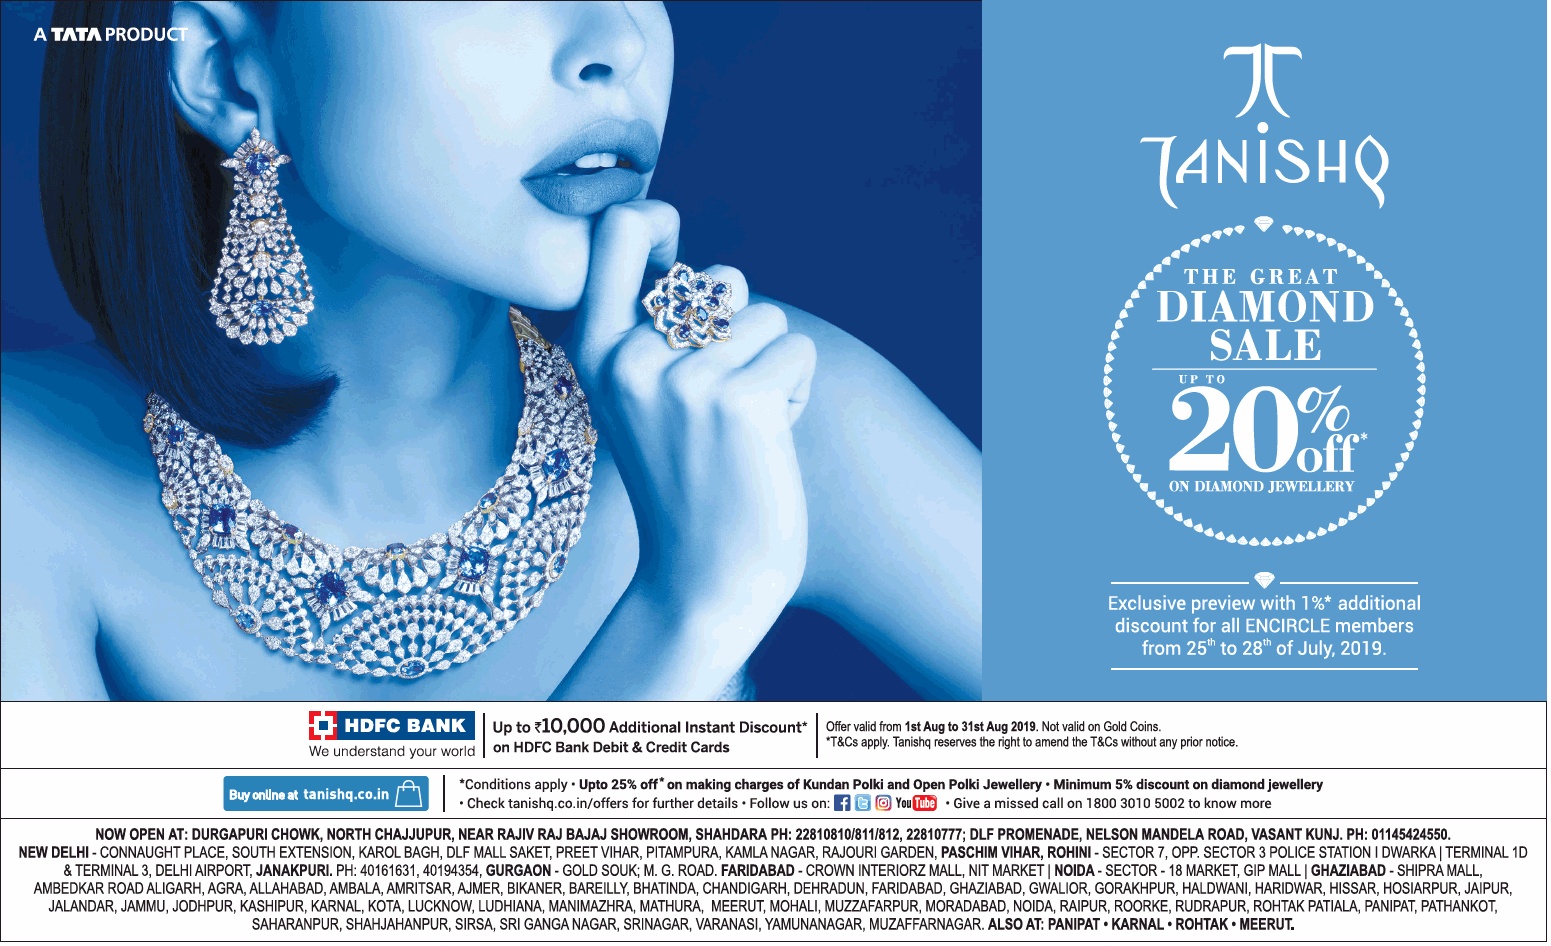 A TATA PRODUCT
TANiSHQ
THE GREAT
DIAMOND
SALE
UP TO
20%
off*
ON DIAMOND JEWELLERY
Exclusive preview with 1%* additional
discount for all ENCIRCLE members
from 25th to 28th of July, 2019.
HDFC BANK
We understand your world
Up to ₹10,000 Additional Instant Discount*
on HDFC Bank Debit & Credit Cards
Offer valid from 1st Aug to 31st Aug 2019. Not valid on Gold Coins.
*T&Cs apply. Tanishq reserves the right to amend the T&Cs without any prior notice.
Buy online at tanishq.co.in
*Conditions apply • Upto 25% off* on making charges of Kundan Polki and Open Polki Jewellery • Minimum 5% discount on diamond jewellery
• Check tanishq.co.in/offers for further details • Follow us on: f You Tube • Give a missed call on 1800 3010 5002 to know more
NOW OPEN AT: DURGAPURI CHOWK, NORTH CHAJJUPUR, NEAR RAJIV RAJ BAJAJ SHOWROOM, SHAHDARA PH: 22810810/811/812, 22810777; DLF PROMENADE, NELSON MANDELA ROAD, VASANT KUNJ. PH: 01145424550.
NEW DELHI - CONNAUGHT PLACE, SOUTH EXTENSION, KAROL BAGH, DLF MALL SAKET, PREET VIHAR, PITAMPURA, KAMLA NAGAR, RAJOURI GARDEN, PASCHIM VIHAR, ROHINI - SECTOR 7, OPP. SECTOR 3 POLICE STATION I DWARKA | TERMINAL 1D
& TERMINAL 3, DELHI AIRPORT, JANAKPURI. PH: 40161631, 40194354, GURGAON - GOLD SOUK; M. G. ROAD. FARIDABAD - CROWN INTERIORZ MALL, NIT MARKET | NOIDA - SECTOR - 18 MARKET, GIP MALL | GHAZIABAD - SHIPRA MALL,
AMBEDKAR ROAD ALIGARH, AGRA, ALLAHABAD, AMBALA, AMRITSAR, AJMER, BIKANER, BAREILLY, BHATINDA, CHANDIGARH, DEHRADUN, FARIDABAD, GHAZIABAD, GWALIOR, GORAKHPUR, HALDWANI, HARIDWAR, HISSAR, HOSIARPUR, JAIPUR,
JALANDAR, JAMMU, JODHPUR, KASHIPUR, KARNAL, KOTA, LUCKNOW, LUDHIANA, MANIMAZHRA, MATHURA, MEERUT, MOHALI, MUZZAFARPUR, MORADABAD, NOIDA, RAIPUR, ROORKE, RUDRAPUR, ROHTAK PATIALA, PANIPAT, PATHANKOT,
SAHARANPUR, SHAHJAHANPUR, SIRSA, SRI GANGA NAGAR, SRINAGAR, VARANASI, YAMUNANAGAR, MUZAFFARNAGAR. ALSO AT: PANIPAT • KARNAL • ROHTAK • MEERUT.